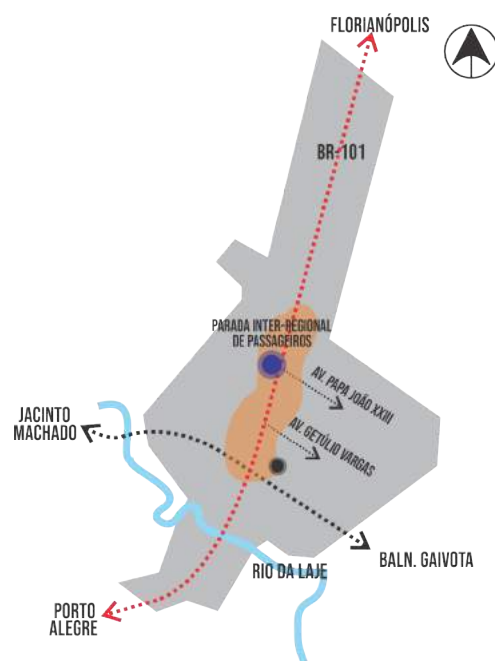 FLORIANÓPOLIS
BR-101
PARADA INTER-REGIONAL
DE PASSAGEIROS
AV. PAPA JOÃO XXIII
JACINTO
MACHADO
AV. GETÚLIO VARGAS
BALN. GAIVOTA
RIO DA LAJE
PORTO
ALEGRE